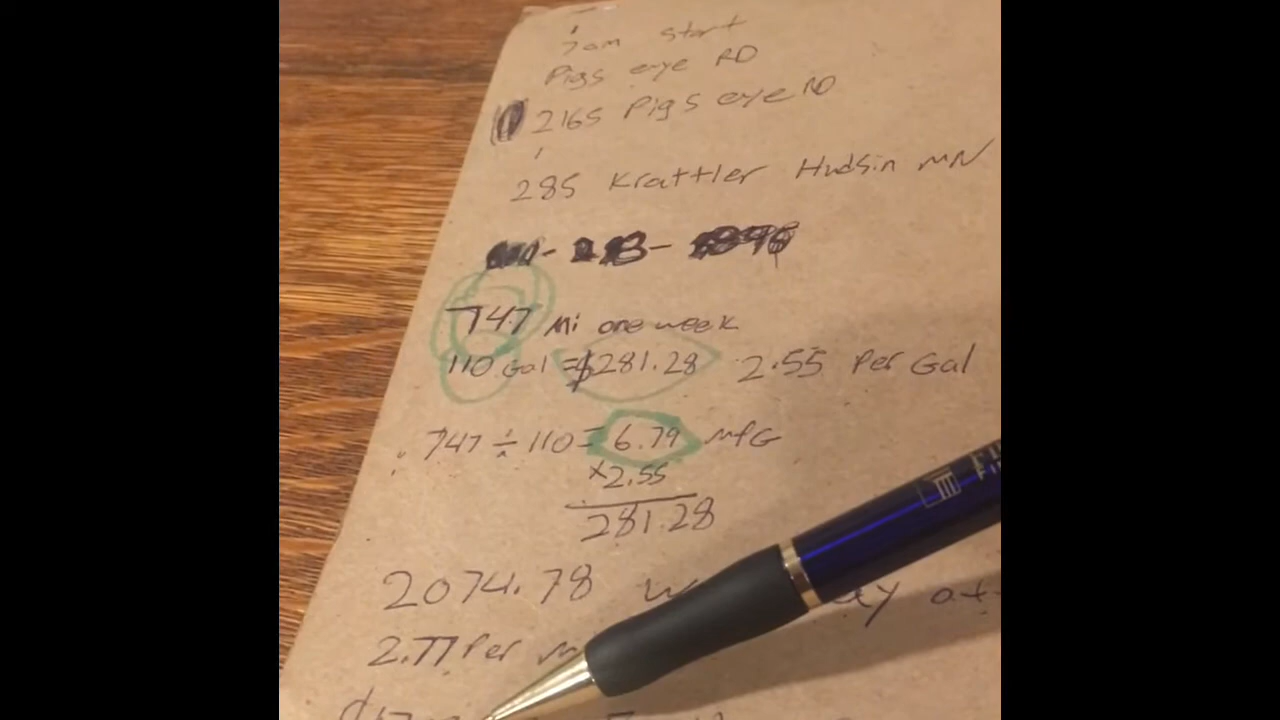 7am Start
Pigs eye RD
2165 Pigs eye RD
285 Krattler Hudsin MN
747 Mi one week
110 Gal = $281.28 2.55 Per Gal
747 ÷ 110 = 6.79 MPG
x2.55
281.28
2074.78
2.77 Per